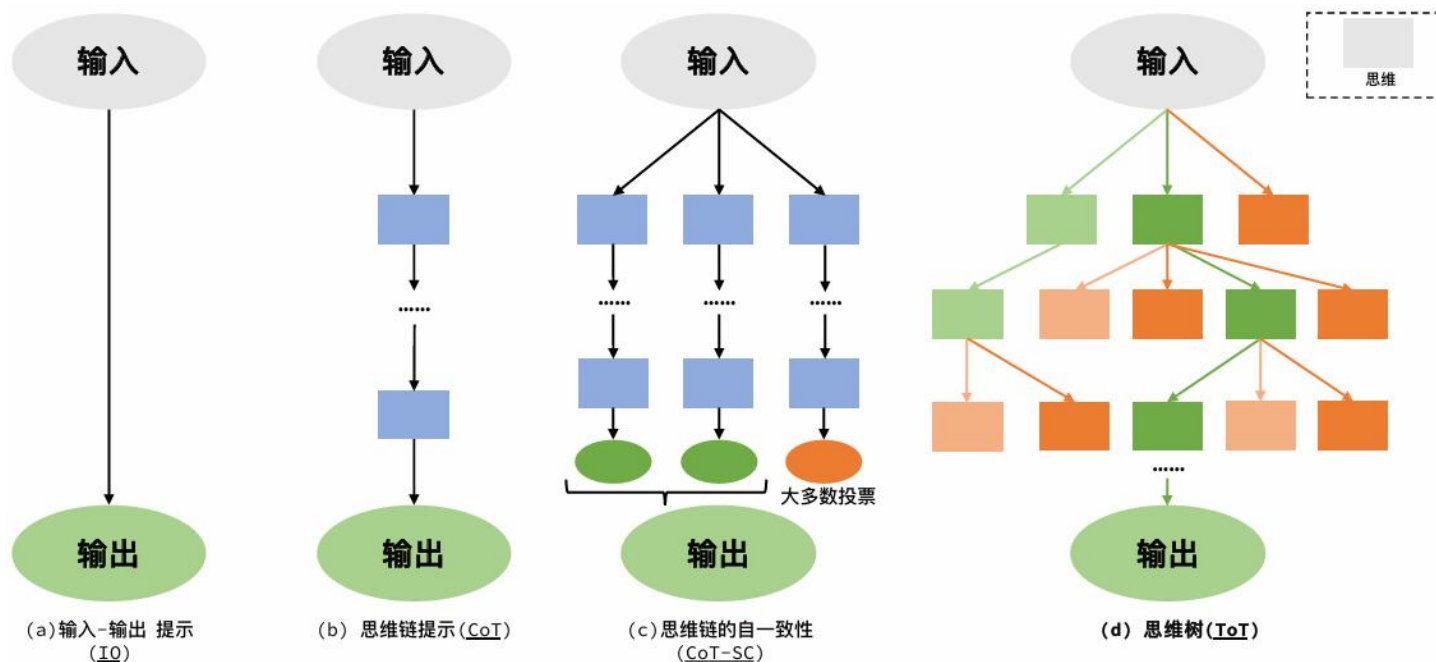 输入
输入
输入
输入
思维
……
……
……
……
大多数投票
……
输出
输出
输出
输出
(a)输入-输出 提示
(IO)
(b) 思维链提示(CoT)
(c)思维链的自一致性
(CoT-SC)
(d) 思维树(ToT)